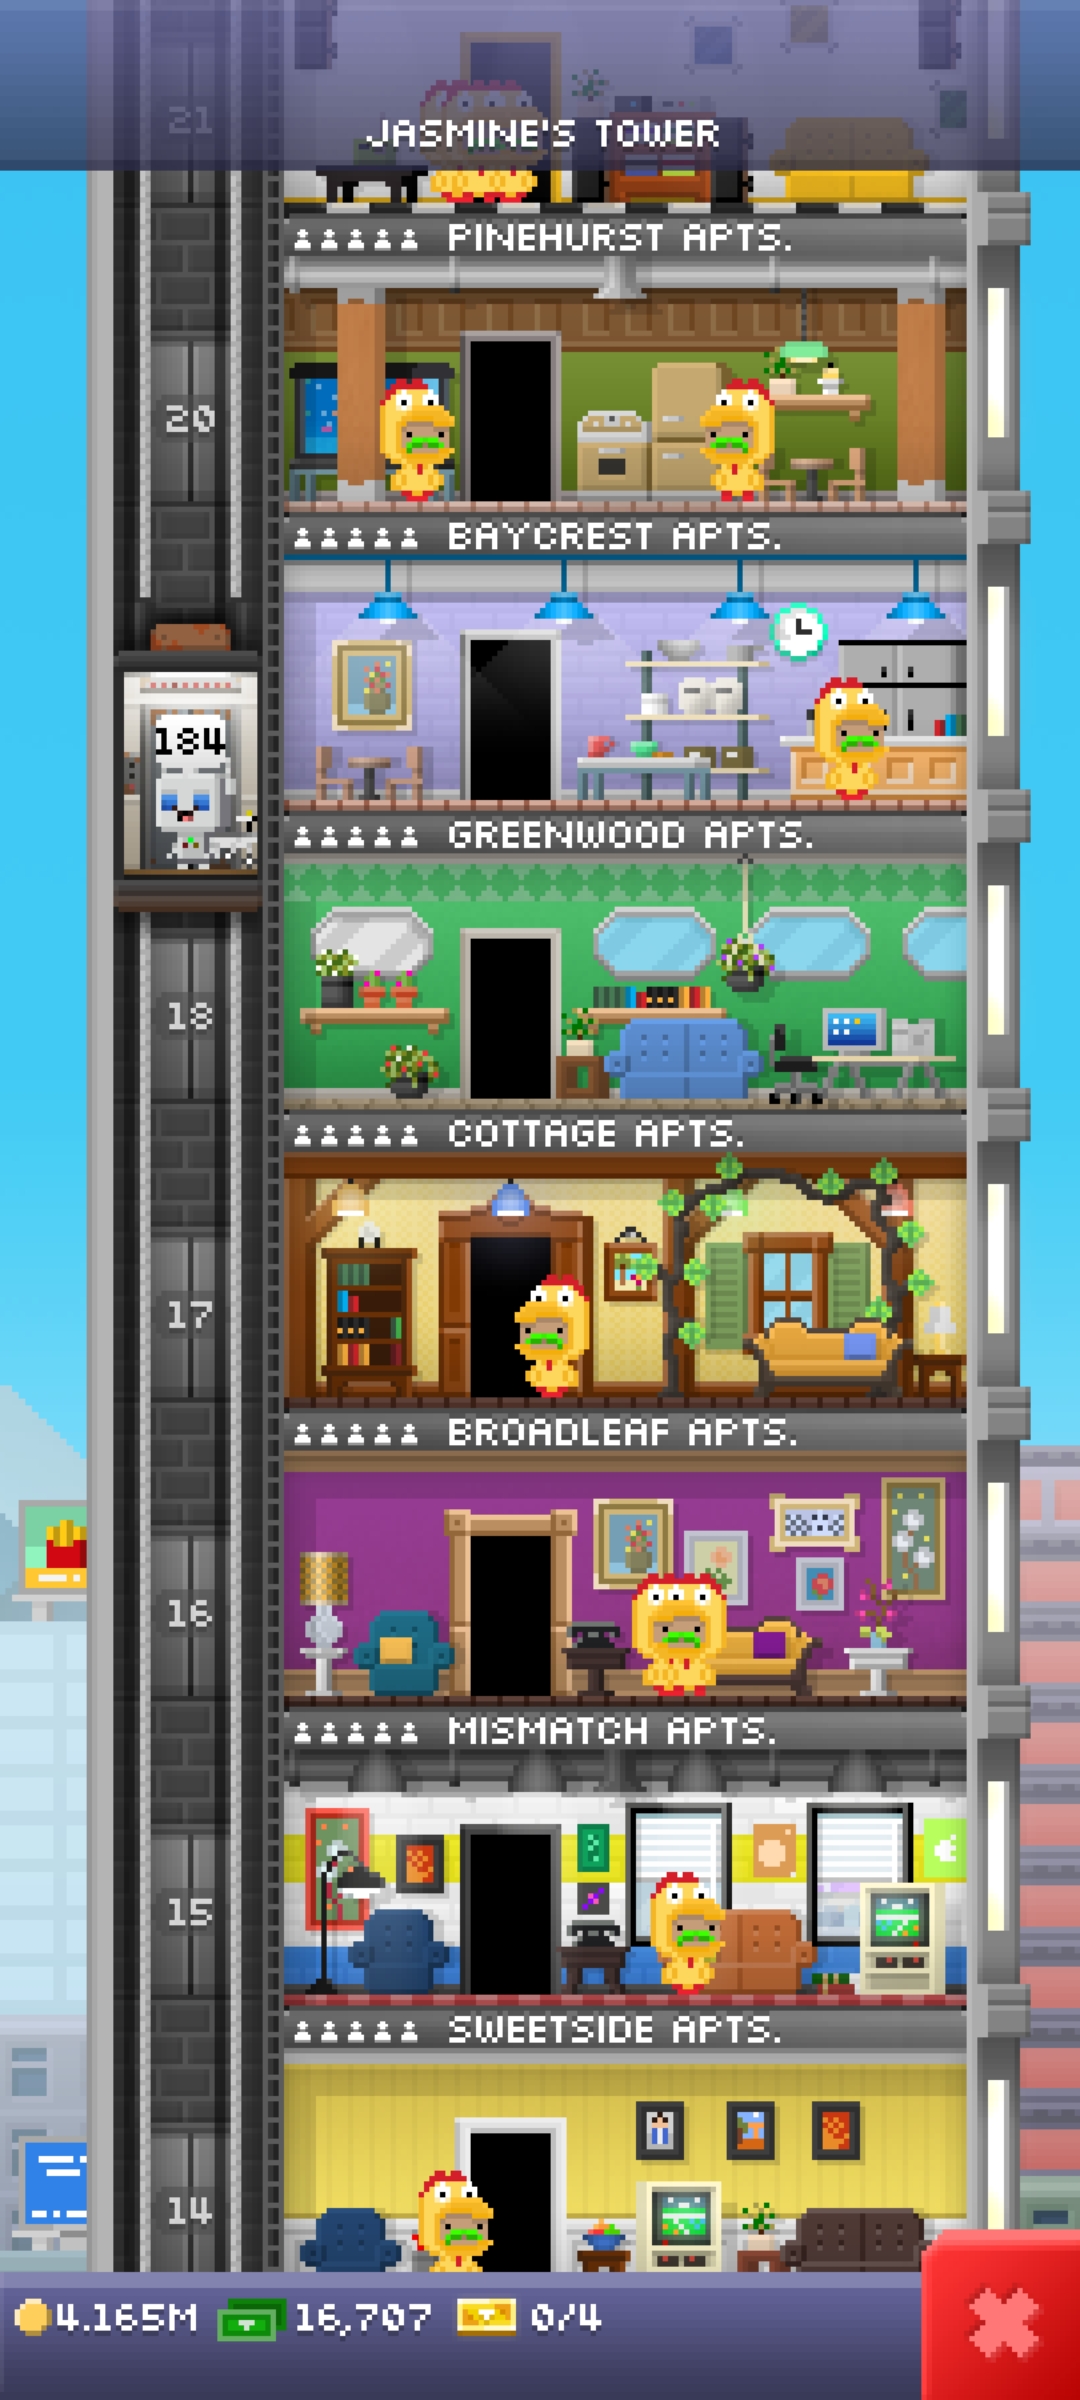 21
JASMINE'S TOWER
PINEHURST APTS.
20
BAYCREST APTS.
184
GREENWOOD APTS.
18
COTTAGE APTS.
17
BROADLEAF APTS.
16
MISMATCH APTS.
15
SWEETSIDE APTS.
14
4.165M 16,707 0/4